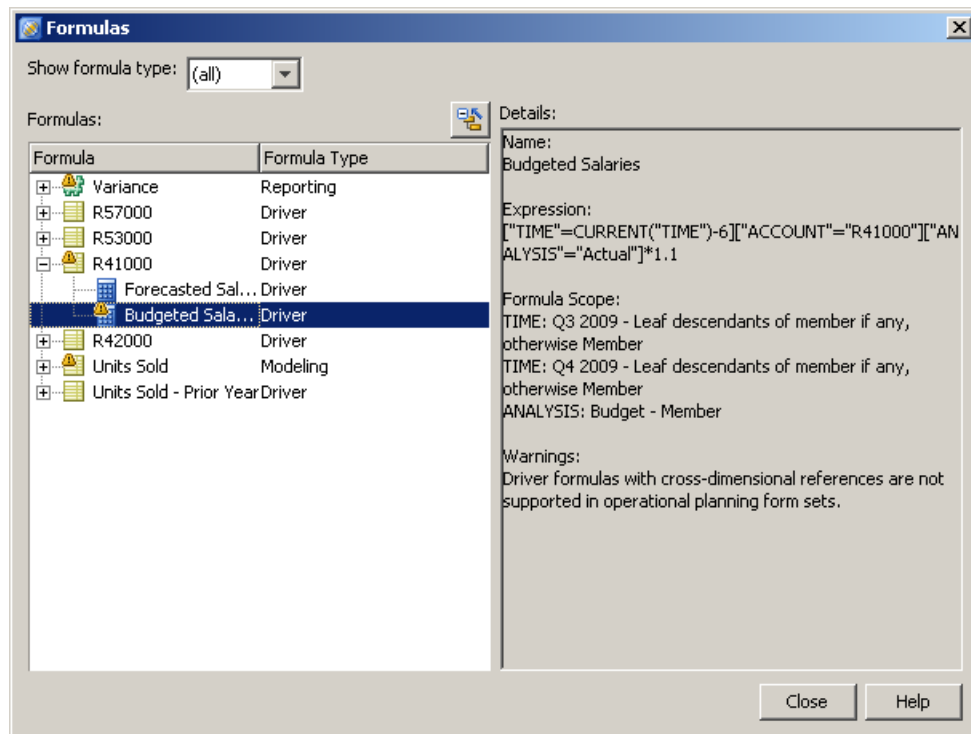 Formulas
Show formula type: (all)
Formulas:
Formula Formula Type
Variance Reporting
R57000 Driver
R53000 Driver
R41000 Driver
Forecasted Sal... Driver
Budgeted Sala... Driver
R42000 Driver
Units Sold Modeling
Units Sold - Prior Year Driver
Details:
Name:
Budgeted Salaries
Expression:
["TIME"=CURRENT("TIME")-6]["ACCOUNT"="R41000"]["AN
ALYSIS"="Actual"]*1.1
Formula Scope:
TIME: Q3 2009 - Leaf descendants of member if any,
otherwise Member
TIME: Q4 2009 - Leaf descendants of member if any,
otherwise Member
ANALYSIS: Budget - Member
Warnings:
Driver formulas with cross-dimensional references are not
supported in operational planning form sets.
Close Help